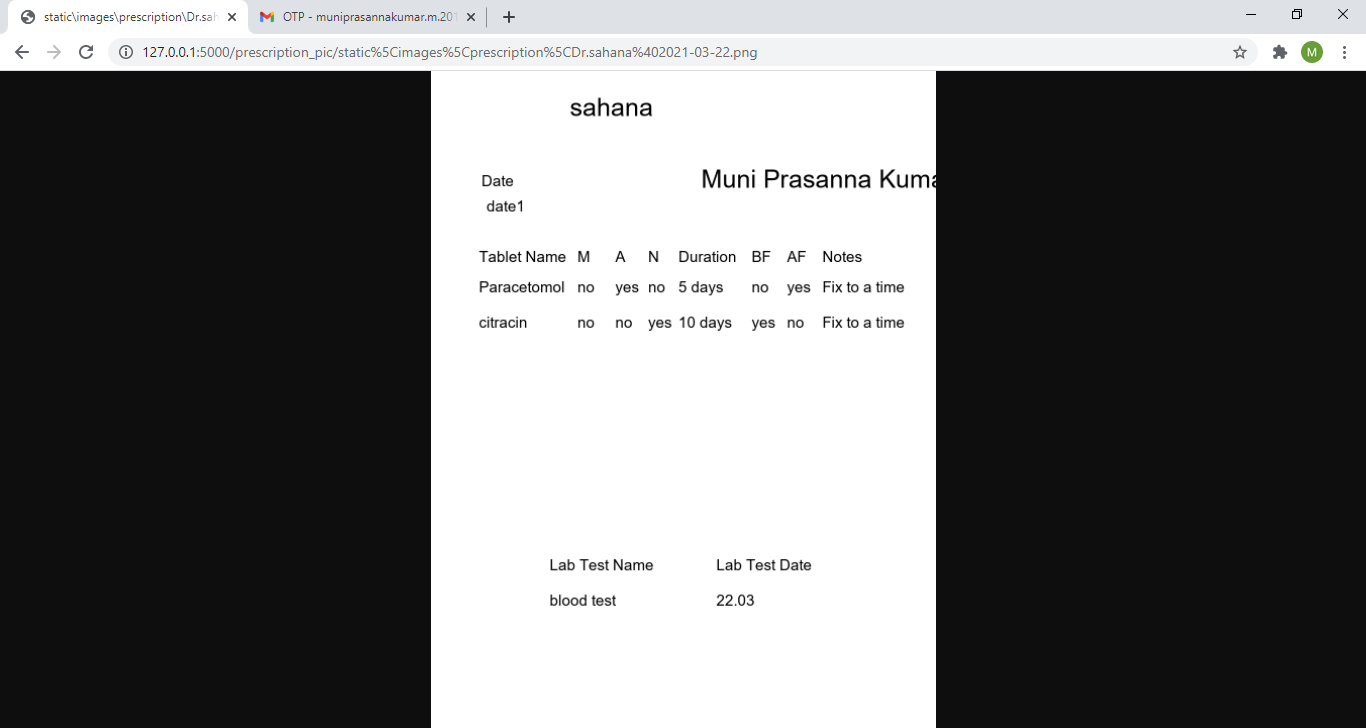 static\images\prescription\Dr.sah
OTP - muniprasannakumar.m.201
127.0.0.1:5000/prescription_pic/static%5Cimages%5Cprescription%5CDr.sahana%402021-03-22.png
M
sahana
Date Muni Prasanna Kuma
date1
Tablet Name M A N Duration BF AF Notes
Paracetomol no yes no 5 days no yes Fix to a time
citracin no no yes 10 days yes no Fix to a time
Lab Test Name Lab Test Date
blood test 22.03